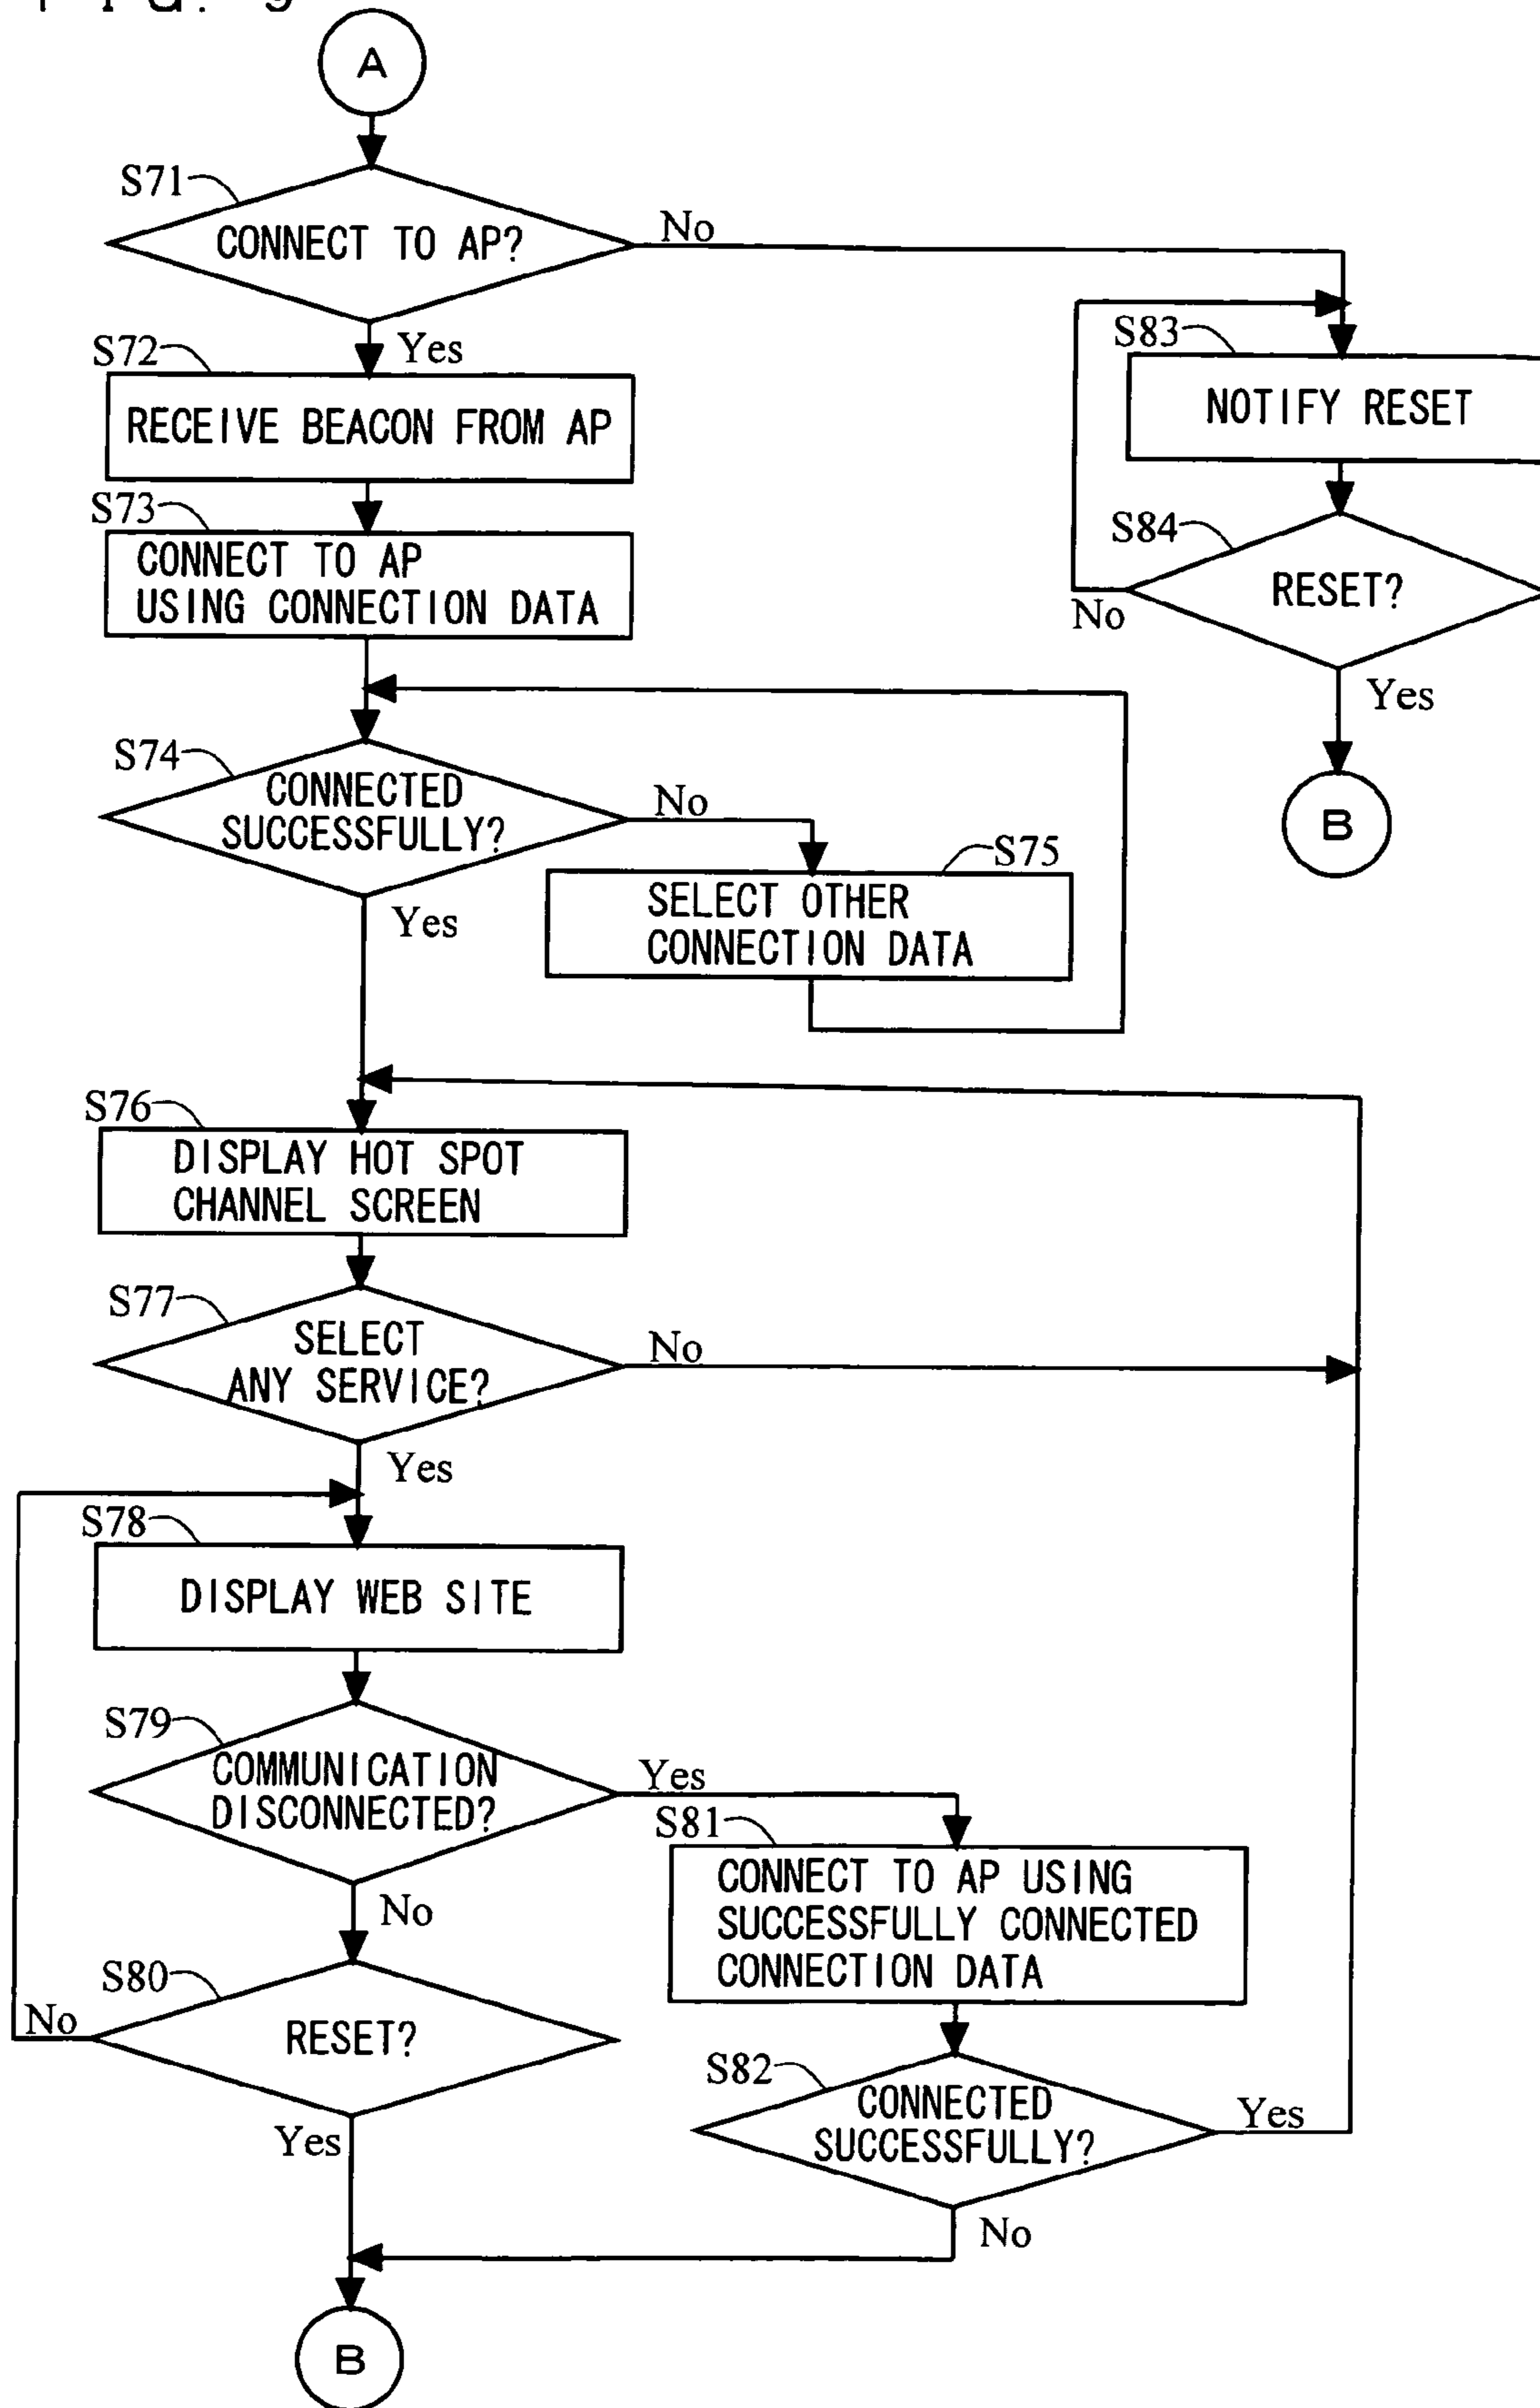 A
S71
CONNECT TO AP?
No
Yes
S72
RECEIVE BEACON FROM AP
S83
NOTIFY RESET
S73
CONNECT TO AP
USING CONNECTION DATA
S84
RESET?
No
Yes
B
S74
CONNECTED
SUCCESSFULLY?
No
Yes
S75
SELECT OTHER
CONNECTION DATA
S76
DISPLAY HOT SPOT
CHANNEL SCREEN
S77
SELECT
ANY SERVICE?
No
Yes
S78
DISPLAY WEB SITE
S79
COMMUNICATION
DISCONNECTED?
Yes
No
S81
CONNECT TO AP USING
SUCCESSFULLY CONNECTED
CONNECTION DATA
S80
RESET?
No
Yes
S82
CONNECTED
SUCCESSFULLY?
Yes
No
B